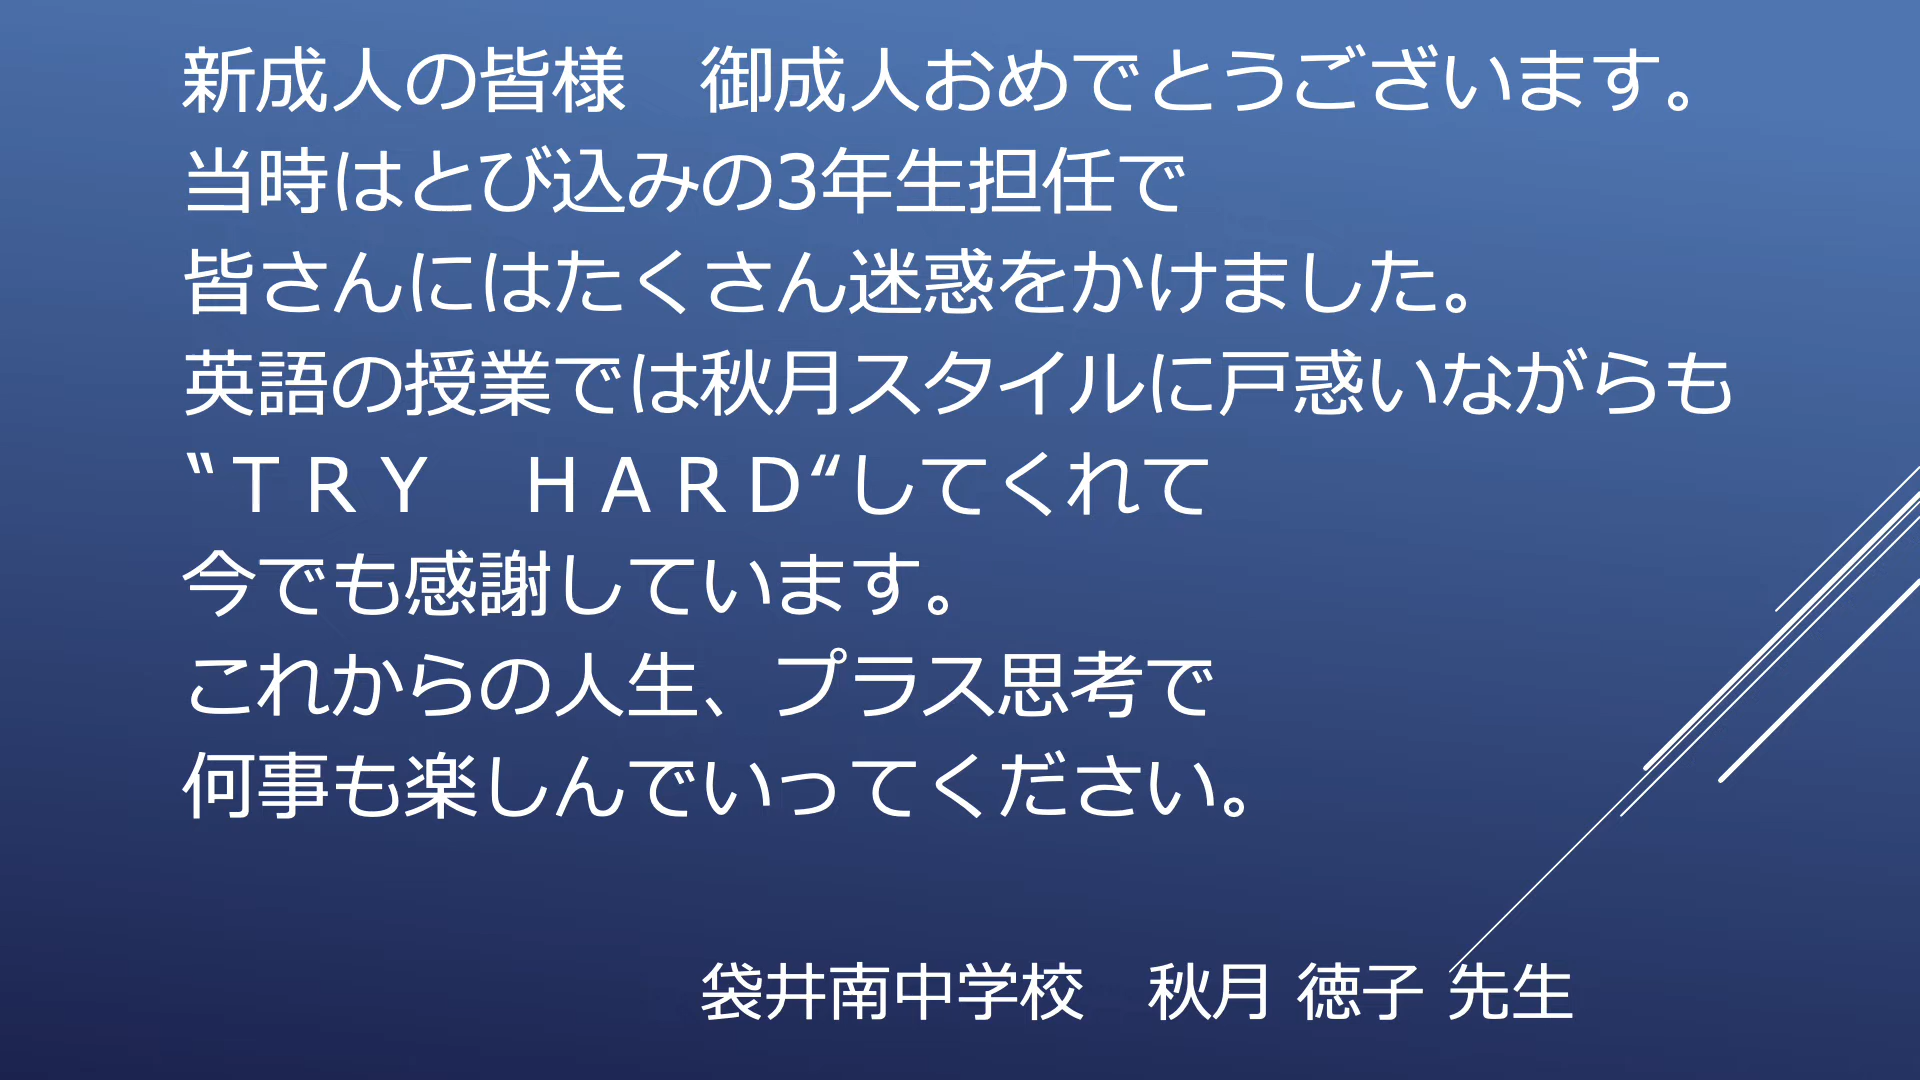 新成人の皆様　御成人おめでとうございます。
当時はとび込みの3年生担任で
皆さんにはたくさん迷惑をかけました。
英語の授業では秋月スタイルに戸惑いながらも
‟ＴＲＹ　ＨＡＲＤ“してくれて
今でも感謝しています。
これからの人生、プラス思考で
何事も楽しんでいってください。
袋井南中学校　秋月 徳子 先生